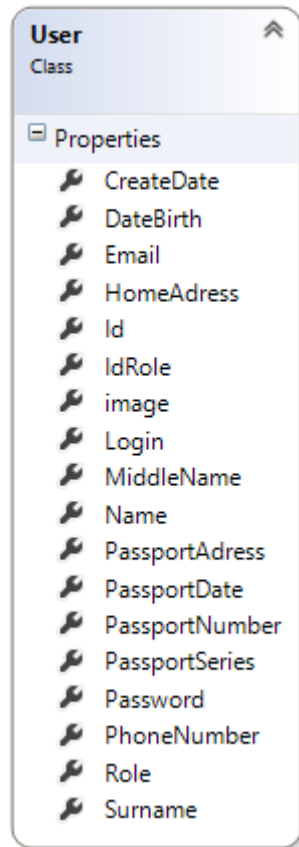 User
Class
Properties
CreateDate
DateBirth
Email
HomeAdress
Id
IdRole
image
Login
MiddleName
Name
PassportAdress
PassportDate
PassportNumber
PassportSeries
Password
PhoneNumber
Role
Surname